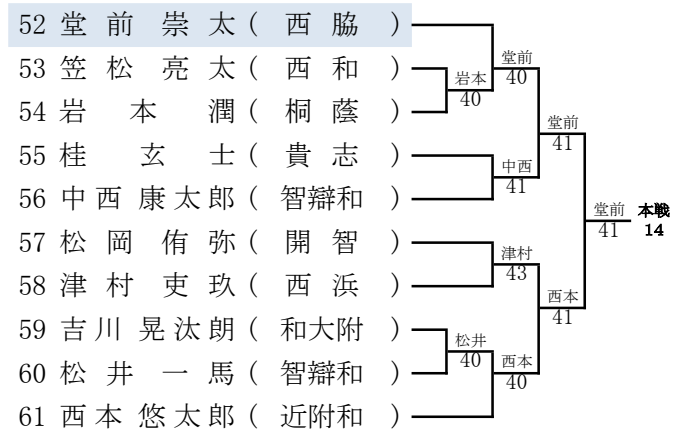 52 堂前 崇太 ( 西脇 )
53 笠松 亮太 ( 西和 )
54 岩本 潤 ( 桐蔭 )
55 桂 玄士 ( 貴志 )
56 中西 康太郎 ( 智辯和 )
57 松岡 侑弥 ( 開智 )
58 津村 吏玖 ( 西浜 )
59 吉川 晃汰朗 ( 和大附 )
60 松井 一馬 ( 智辯和 )
61 西本 悠太郎 ( 近附和 )
岩本
40
松井
40
堂前
40
中西
41
津村
43
西本
40
堂前
41
西本
41
堂前
41
本戦
14